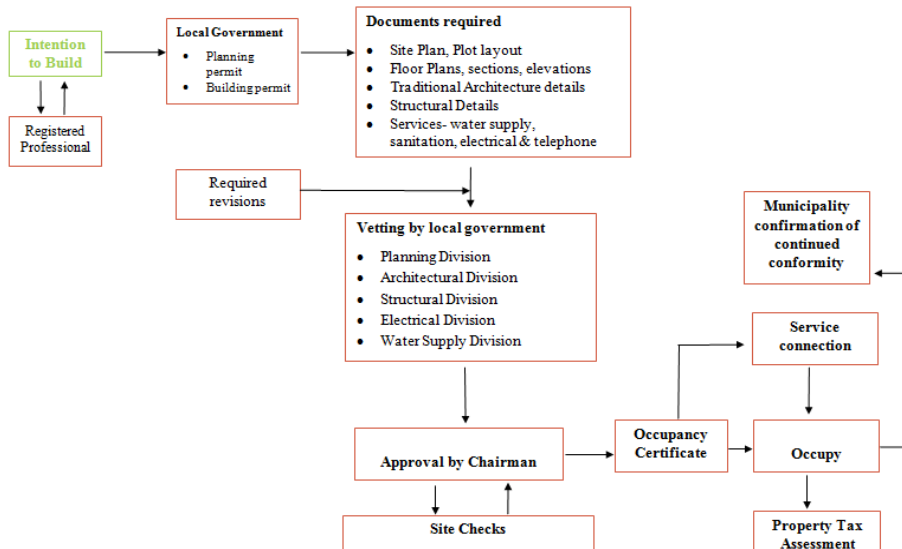 Intention
to Build
Registered
Professional
Local Government
• Planning
permit
• Building permit
Documents required
• Site Plan, Plot layout
• Floor Plans, sections, elevations
• Traditional Architecture details
• Structural Details
• Services- water supply,
sanitation, electrical & telephone
Required
revisions
Vetting by local government
• Planning Division
• Architectural Division
• Structural Division
• Electrical Division
• Water Supply Division
Municipality
confirmation of
continued
conformity
Service
connection
Approval by Chairman
Occupancy
Certificate
Occupy
Site Checks
Property Tax
Assessment